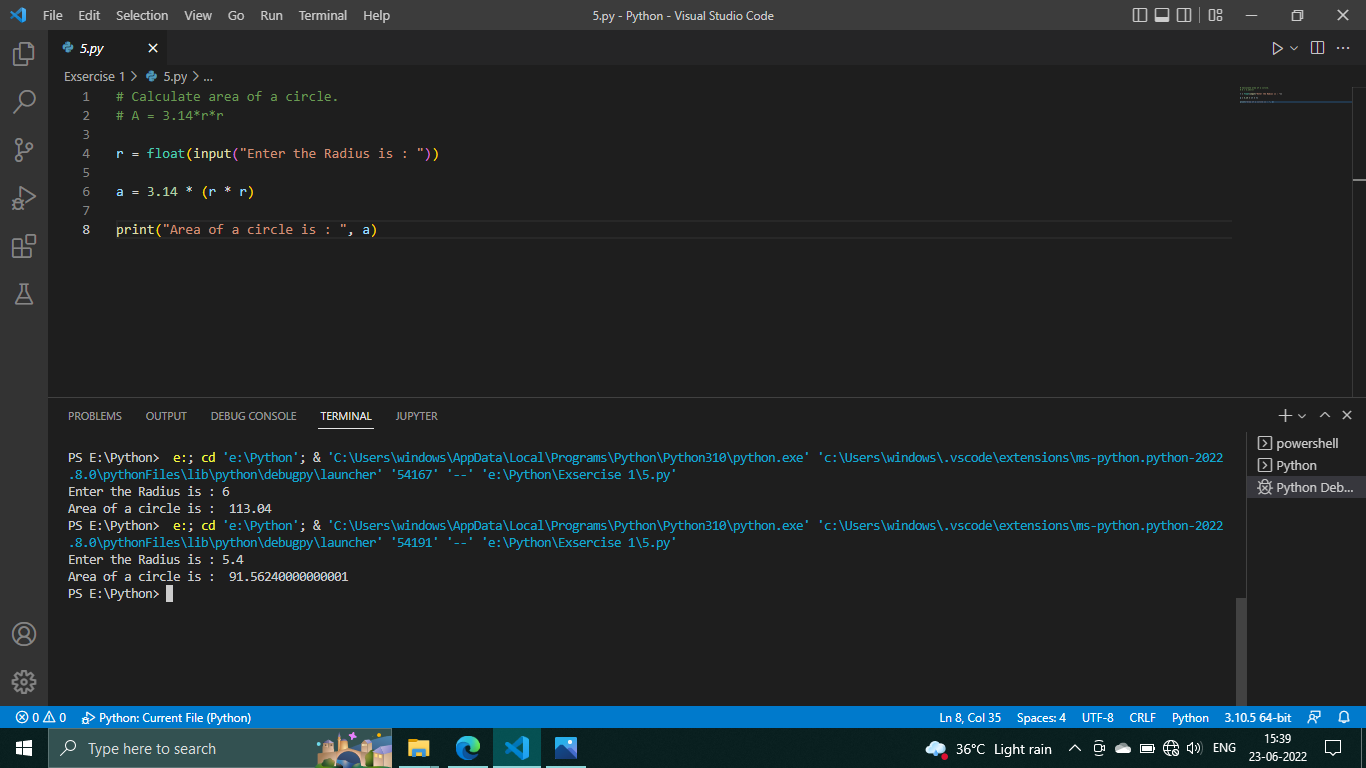 File Edit Selection View Go Run Terminal Help 5.py - Python - Visual Studio Code
5.py
Exsercise 1 > 5.py > ...
1 # Calculate area of a circle.
2 # A = 3.14*r*r
3
4 r = float(input("Enter the Radius is : "))
5
6 a = 3.14 * (r * r)
7
8 print("Area of a circle is : ", a)
PROBLEMS OUTPUT DEBUG CONSOLE TERMINAL JUPYTER
PS E:\Python>  e:; cd 'e:\Python'; & 'C:\Users\windows\AppData\Local\Programs\Python\Python310\python.exe' 'c:\Users\windows\.vscode\extensions\ms-python.python-2022
.8.0\pythonFiles\lib\python\debugpy\launcher' '54167' '--' 'e:\Python\Exsercise 1\5.py'
Enter the Radius is : 6
Area of a circle is :  113.04
PS E:\Python>  e:; cd 'e:\Python'; & 'C:\Users\windows\AppData\Local\Programs\Python\Python310\python.exe' 'c:\Users\windows\.vscode\extensions\ms-python.python-2022
.8.0\pythonFiles\lib\python\debugpy\launcher' '54191' '--' 'e:\Python\Exsercise 1\5.py'
Enter the Radius is : 5.4
Area of a circle is :  91.56240000000001
PS E:\Python>
powershell
Python
Python Deb...
0 0 Python: Current File (Python) Ln 8, Col 35 Spaces: 4 UTF-8 CRLF Python 3.10.5 64-bit
Type here to search 36°C Light rain ENG 15:39
23-06-2022